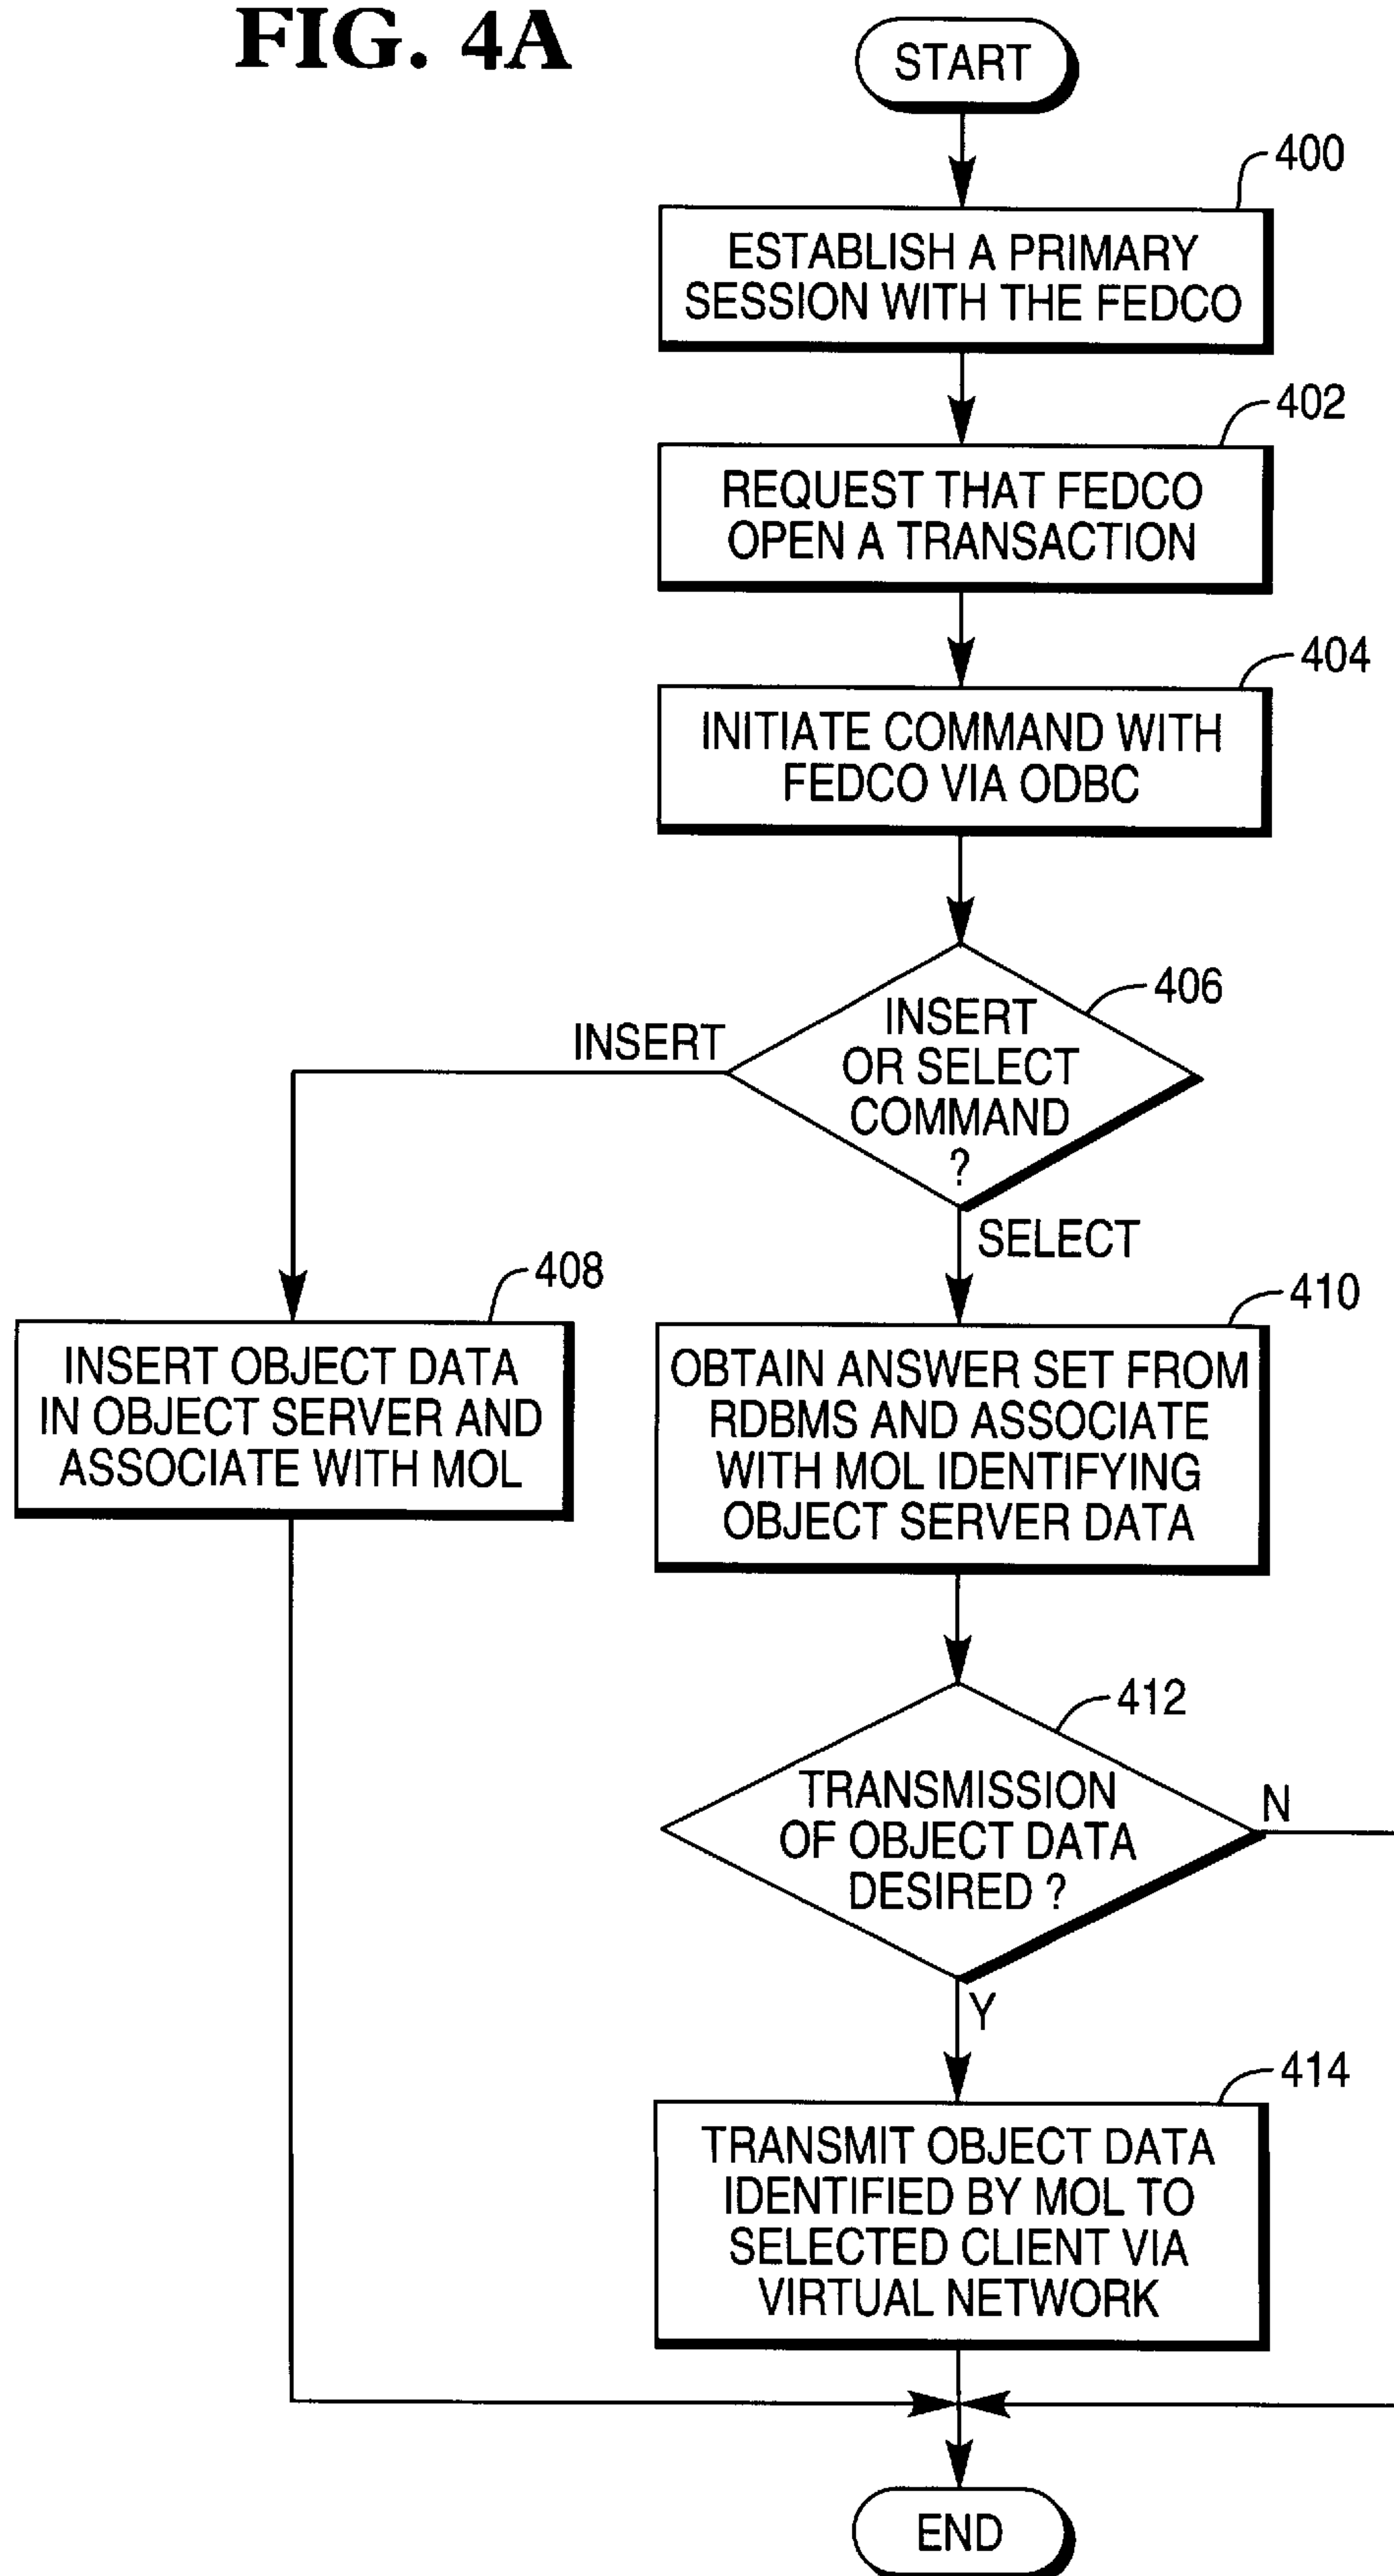 FIG. 4A
START
400
ESTABLISH A PRIMARY
SESSION WITH THE FEDCO
402
REQUEST THAT FEDCO
OPEN A TRANSACTION
404
INITIATE COMMAND WITH
FEDCO VIA ODBC
406
INSERT
OR SELECT
COMMAND
?
INSERT
SELECT
408
INSERT OBJECT DATA
IN OBJECT SERVER AND
ASSOCIATE WITH MOL
410
OBTAIN ANSWER SET FROM
RDBMS AND ASSOCIATE
WITH MOL IDENTIFYING
OBJECT SERVER DATA
412
TRANSMISSION
OF OBJECT DATA
DESIRED ?
N
Y
414
TRANSMIT OBJECT DATA
IDENTIFIED BY MOL TO
SELECTED CLIENT VIA
VIRTUAL NETWORK
END